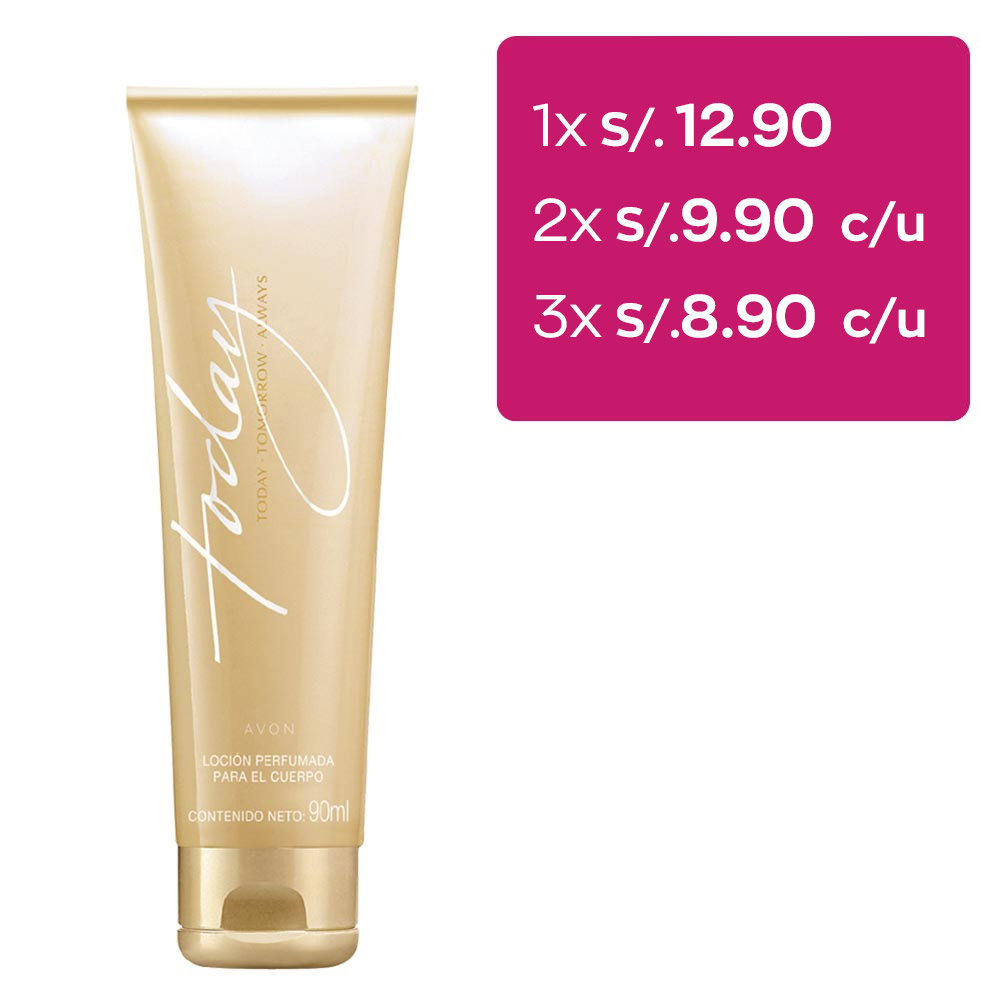 today
TODAY · TOMORROW · ALWAYS
AVON
LOCIÓN PERFUMADA
PARA EL CUERPO
CONTENIDO NETO: 90ml
1x S/. 12.90
2x S/.9.90 c/u
3x S/.8.90 c/u